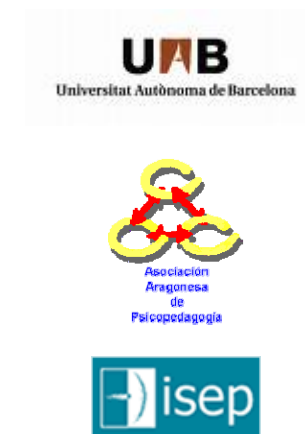 UAB
Universitat Autònoma de Barcelona
Asociación
Aragonesa
de
Psicopedagogía
isep